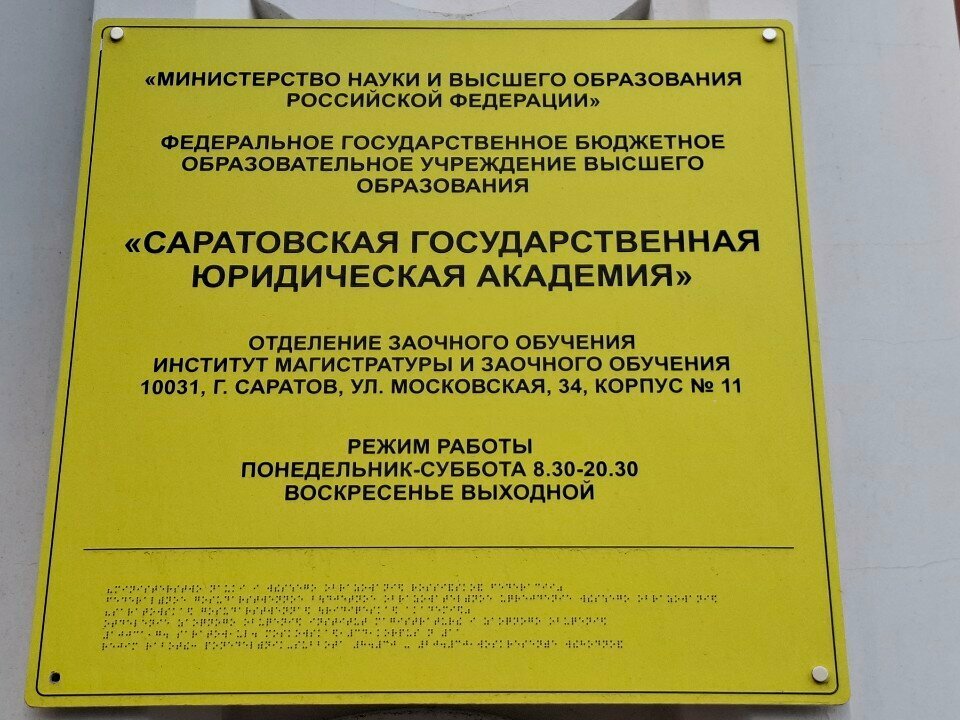 «МИНИСТЕРСТВО НАУКИ И ВЫСШЕГО ОБРАЗОВАНИЯ
РОССИЙСКОЙ ФЕДЕРАЦИИ»
ФЕДЕРАЛЬНОЕ ГОСУДАРСТВЕННОЕ БЮДЖЕТНОЕ
ОБРАЗОВАТЕЛЬНОЕ УЧРЕЖДЕНИЕ ВЫСШЕГО
ОБРАЗОВАНИЯ
«САРАТОВСКАЯ ГОСУДАРСТВЕННАЯ
ЮРИДИЧЕСКАЯ АКАДЕМИЯ»
ОТДЕЛЕНИЕ ЗАОЧНОГО ОБУЧЕНИЯ
ИНСТИТУТ МАГИСТРАТУРЫ И ЗАОЧНОГО ОБУЧЕНИЯ
10031, Г. САРАТОВ, УЛ. МОСКОВСКАЯ, 34, КОРПУС № 11
РЕЖИМ РАБОТЫ
ПОНЕДЕЛЬНИК-СУББОТА 8.30-20.30
ВОСКРЕСЕНЬЕ ВЫХОДНОЙ